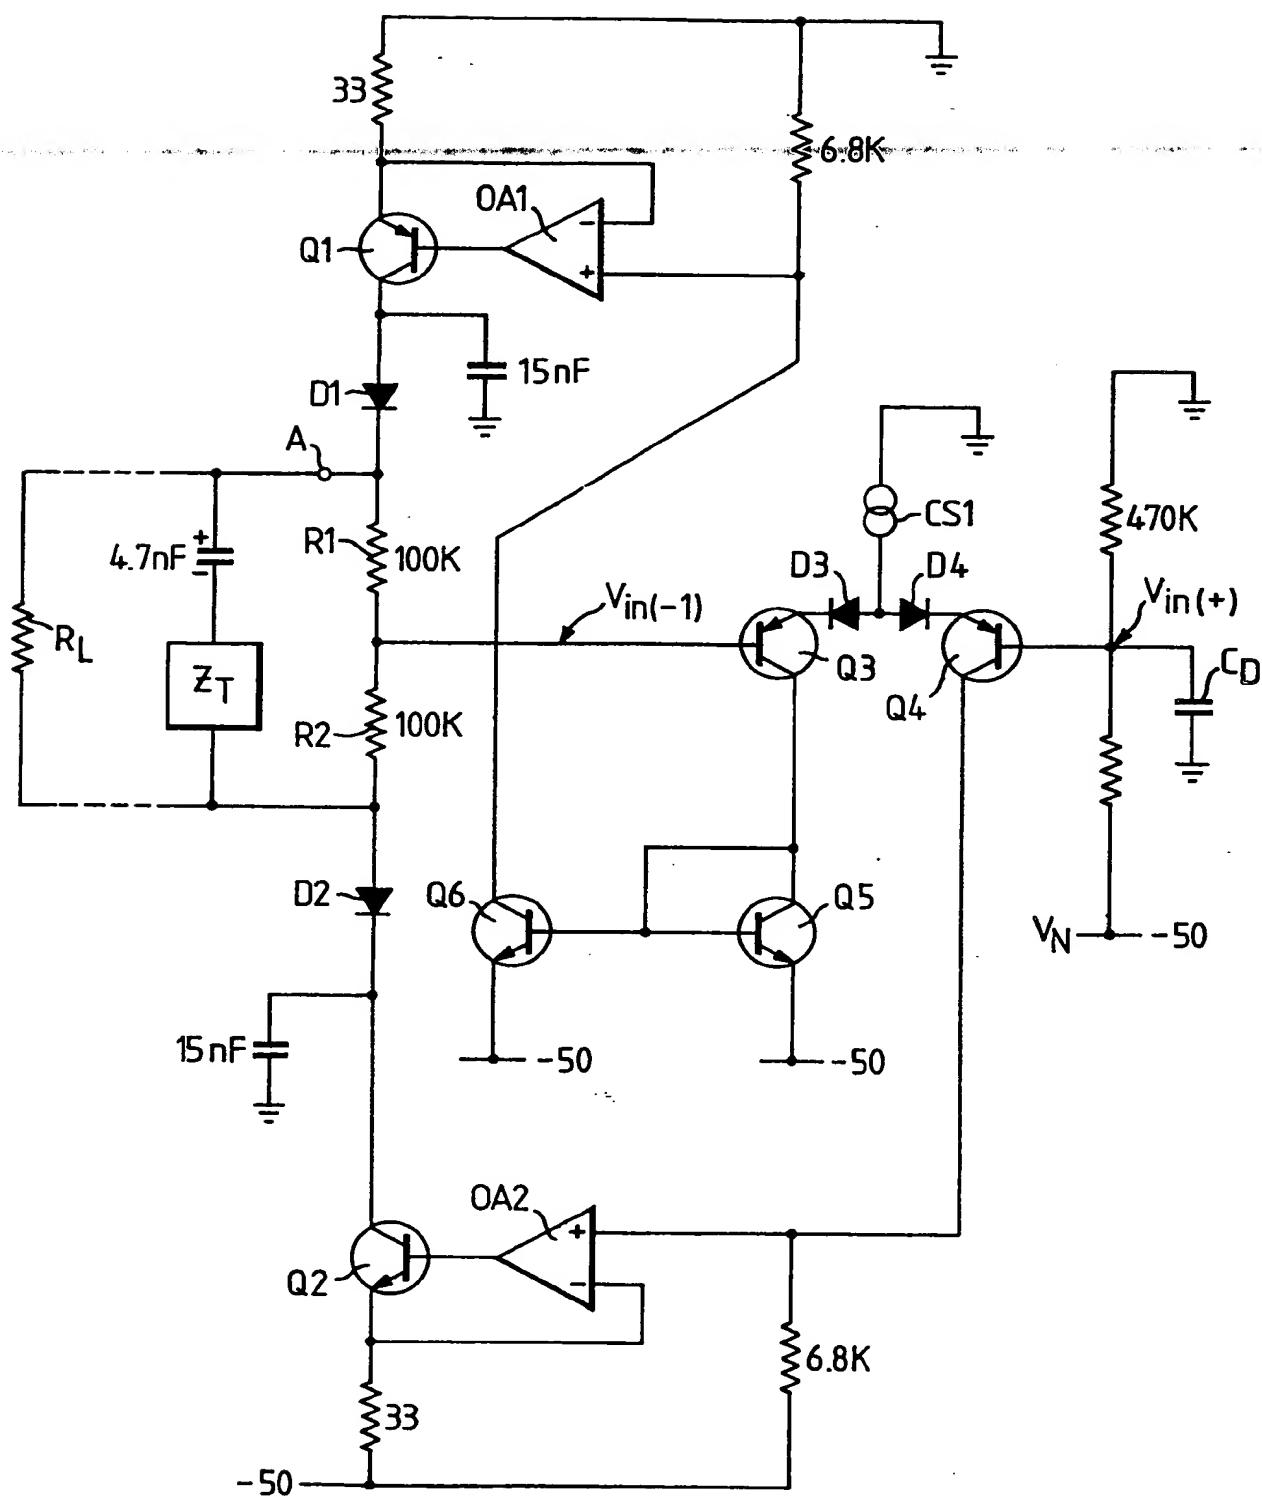 33
6.8K
OA1
-
+
Q1
15nF
D1
A
R1
100K
4.7nF
+
-
RL
ZT
R2
100K
Vin(-1)
CS1
D3
D4
Q3
Q4
470K
Vin(+)
CD
D2
Q6
Q5
VN
-50
15nF
-50
-50
OA2
+
-
Q2
6.8K
33
-50